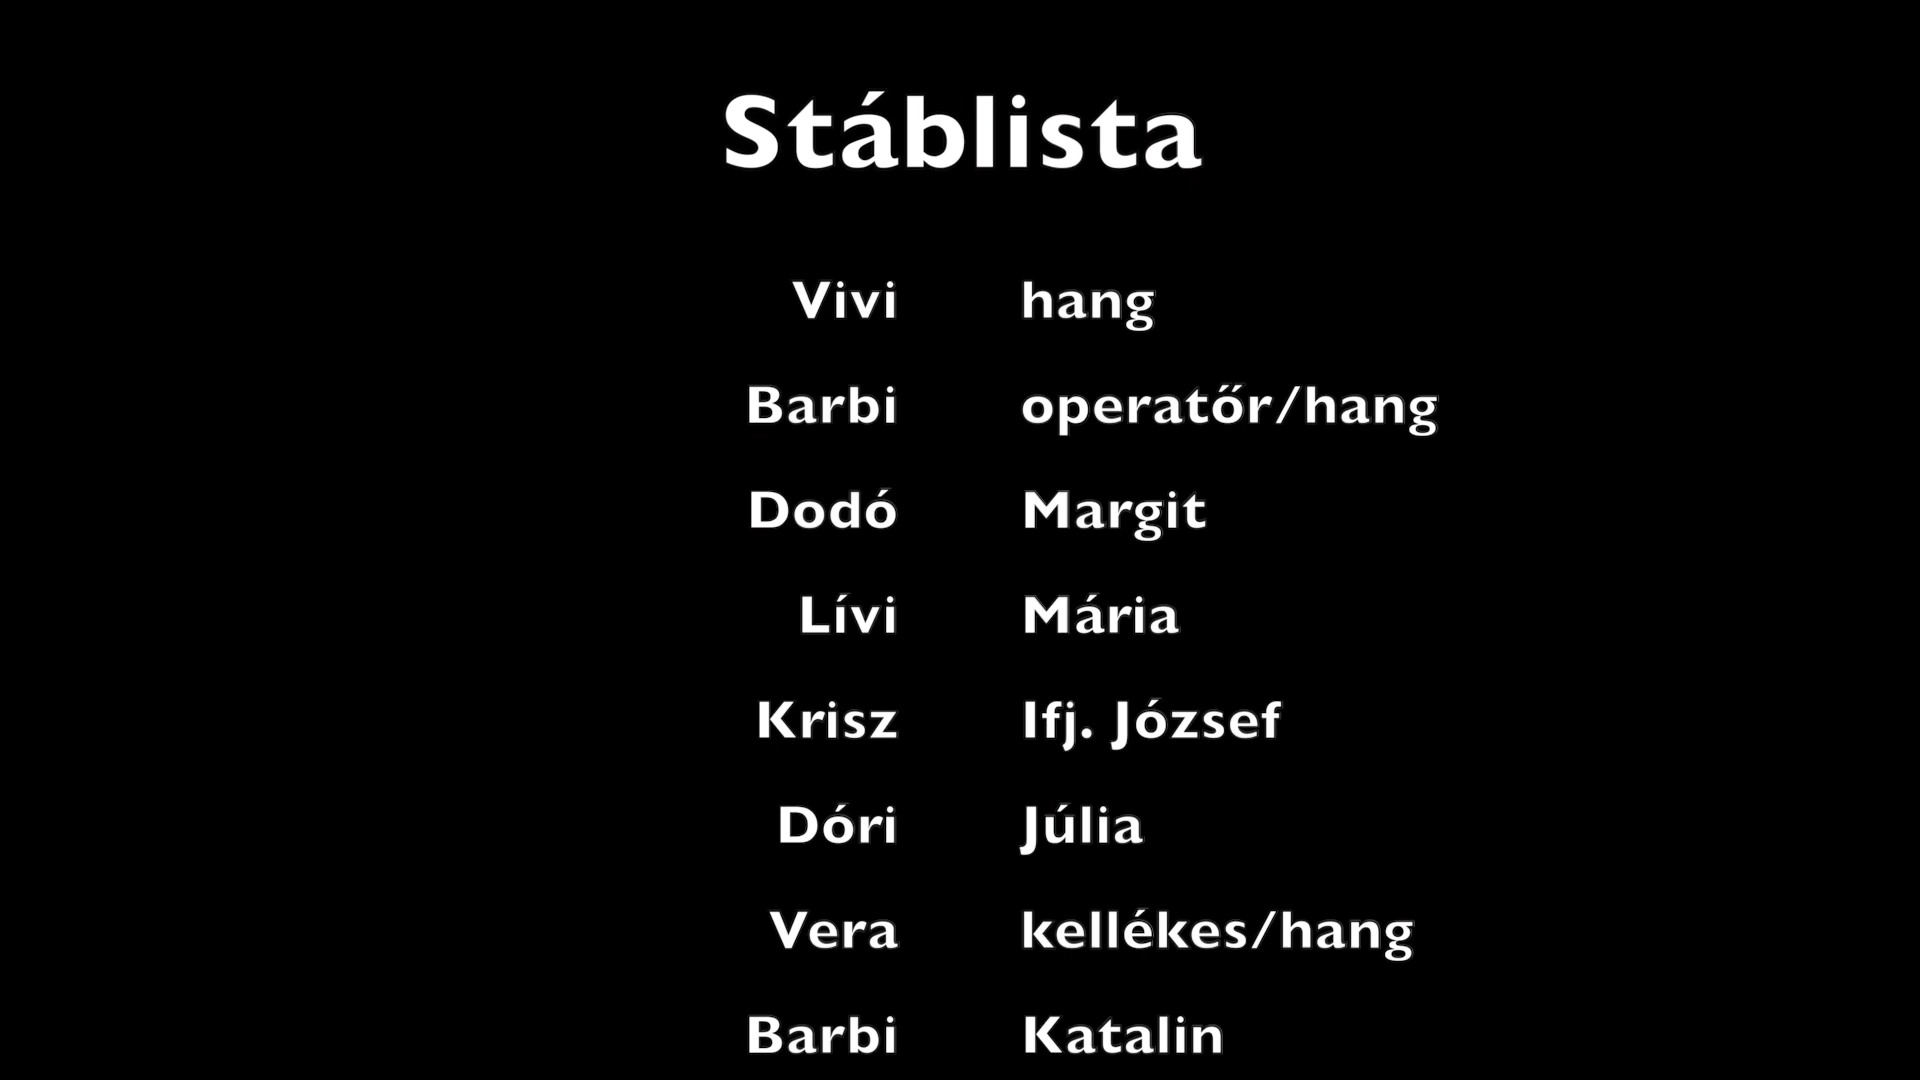 Stáblista
Vivi hang
Barbi operatőr/hang
Dodó Margit
Lívi Mária
Krisz Ifj. József
Dóri Júlia
Vera kellékes/hang
Barbi Katalin